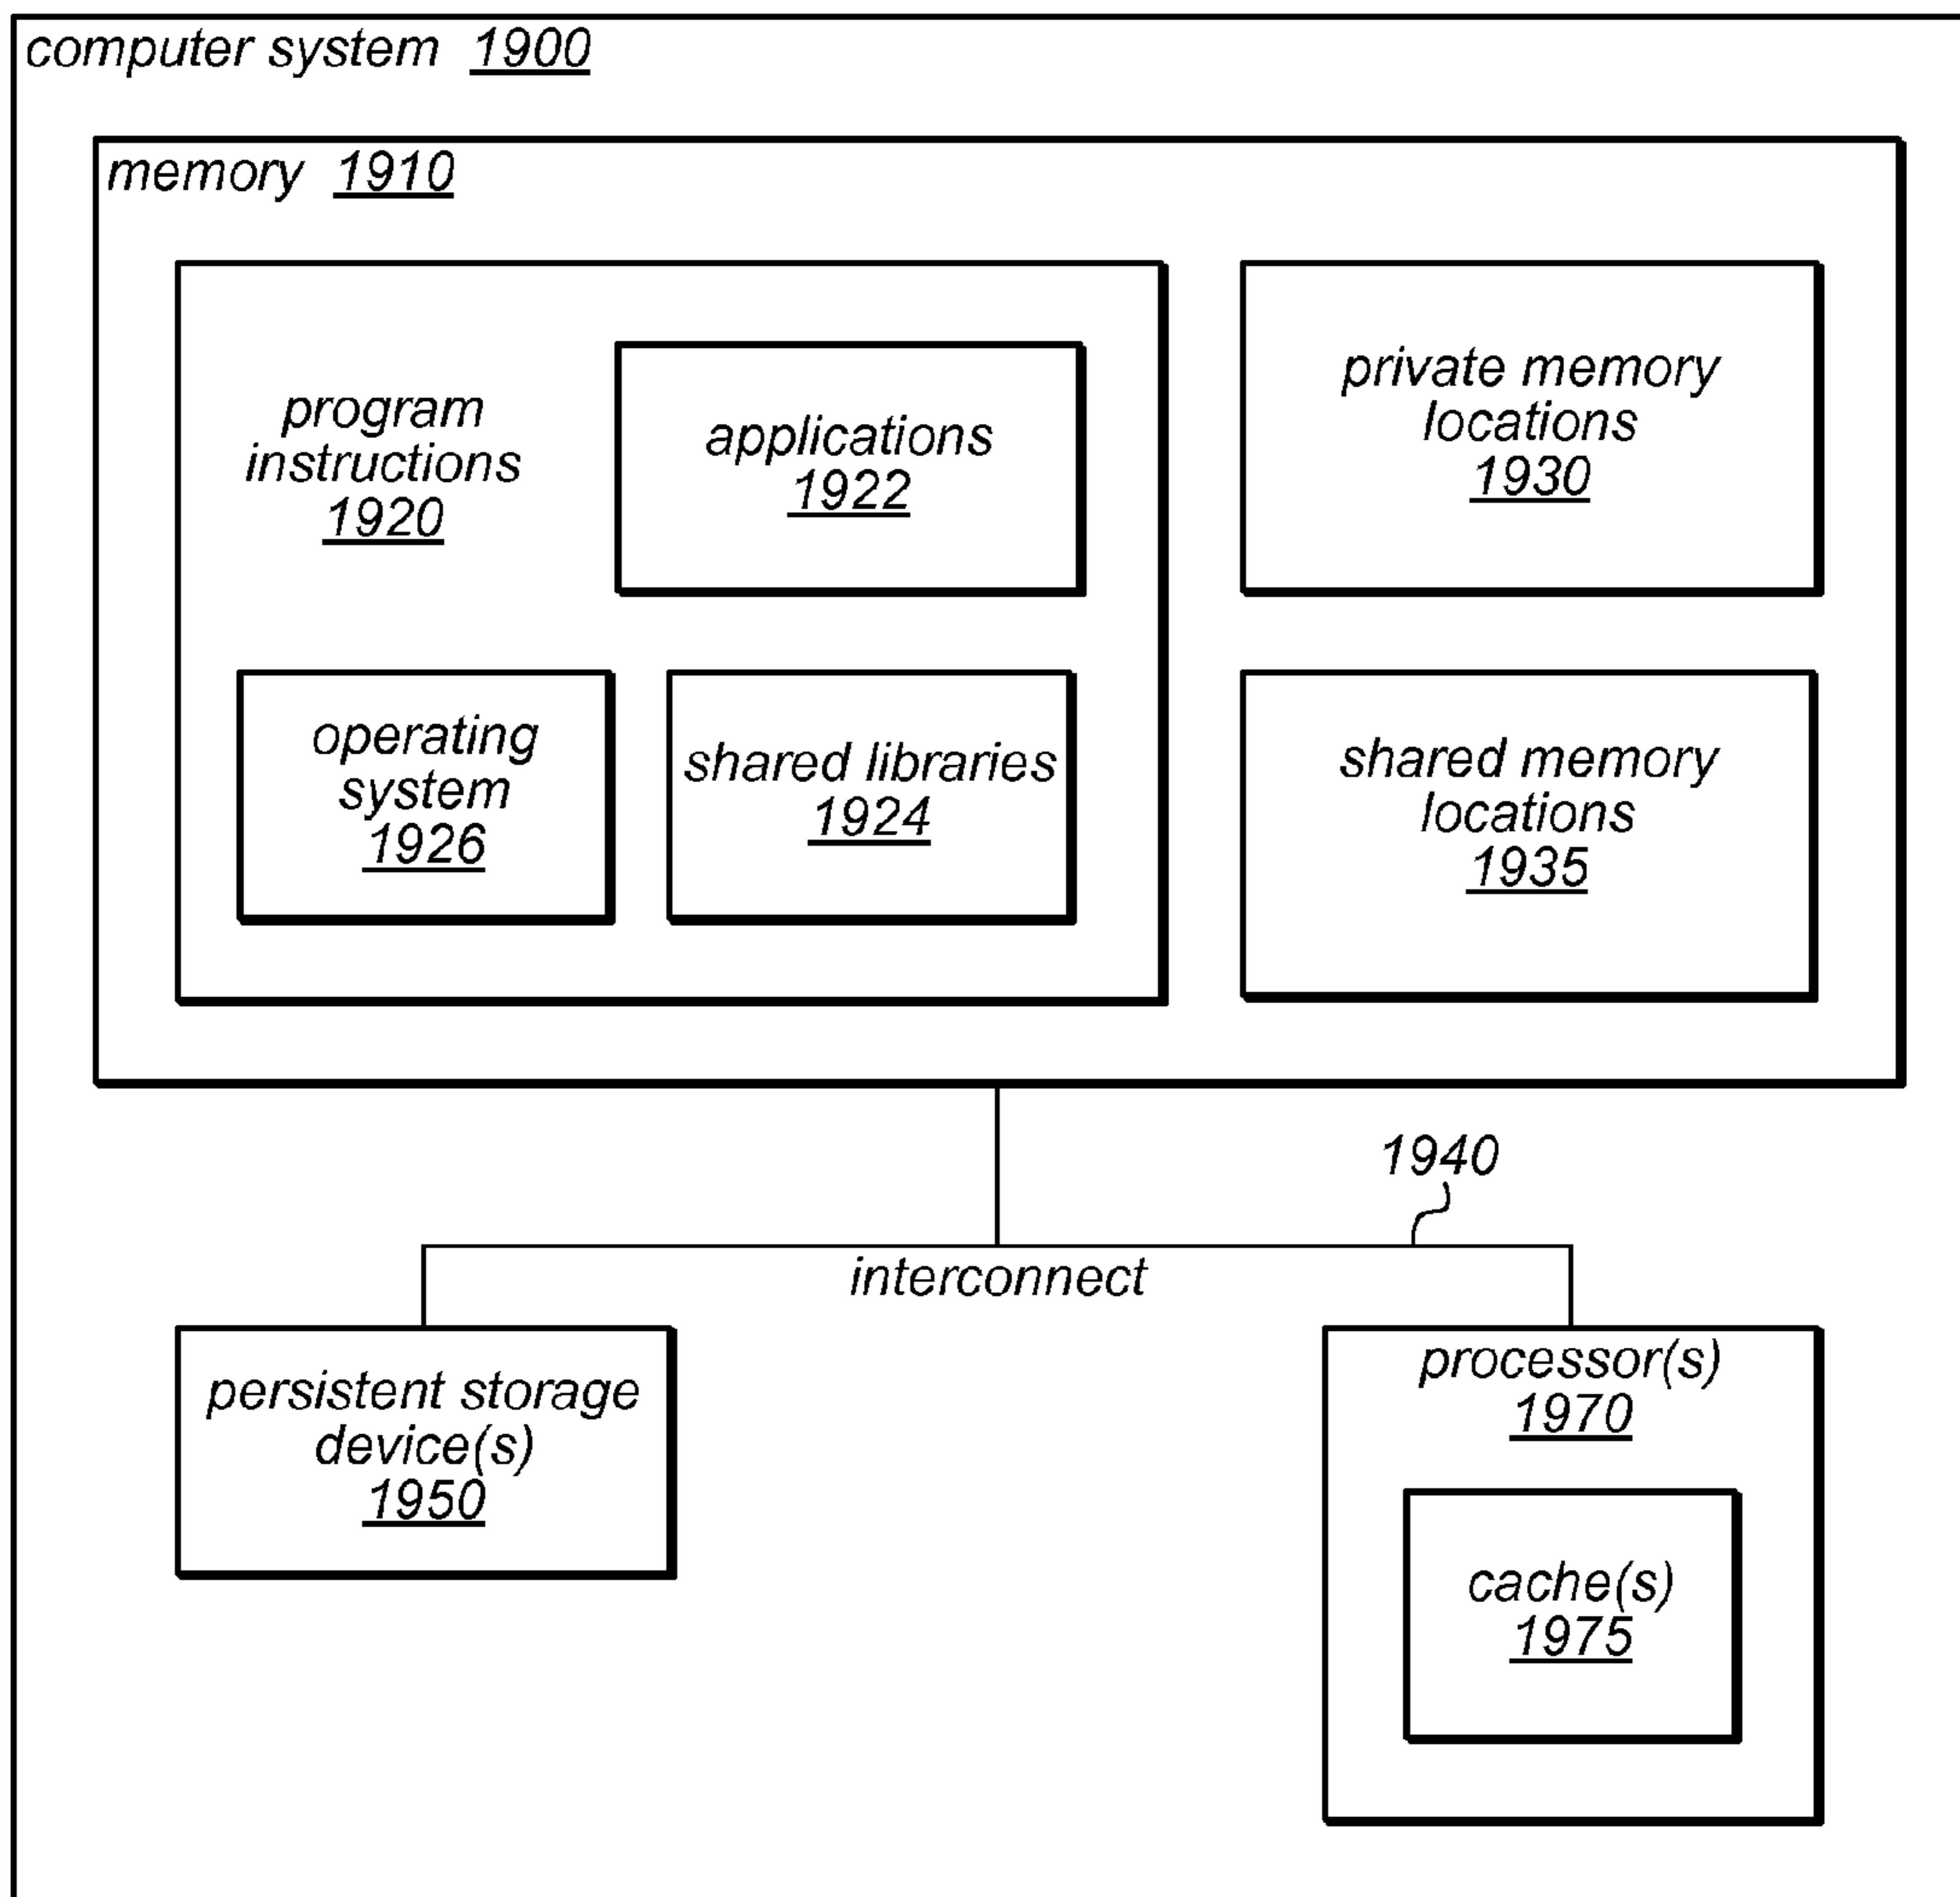 computer system 1900
memory 1910
program
instructions
1920
applications
1922
operating
system
1926
shared libraries
1924
private memory
locations
1930
shared memory
locations
1935
1940
interconnect
persistent storage
device(s)
1950
processor(s)
1970
cache(s)
1975